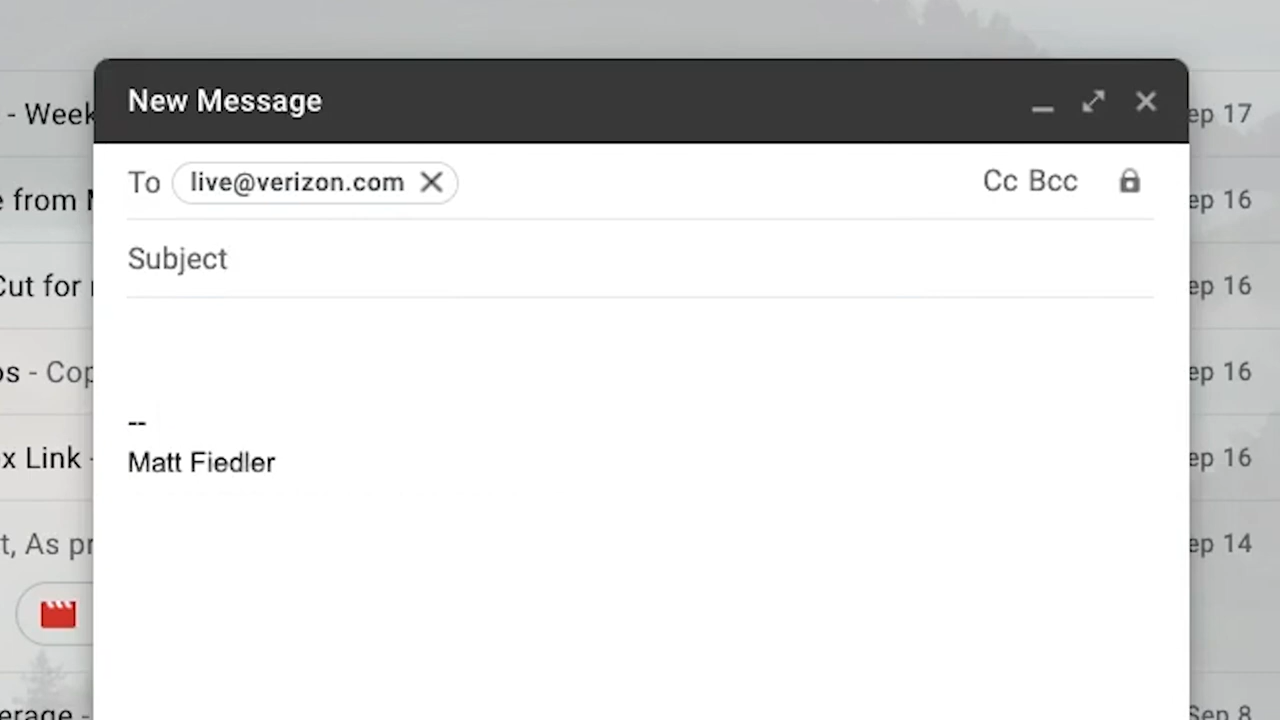 New Message
- Week
ep 17
To live@verizon.com
Cc Bcc
e from
ep 16
Subject
Cut for
ep 16
os - Cop
ep 16
--
Matt Fiedler
x Link -
ep 16
t, As pr
ep 14
erage -
Sep 8